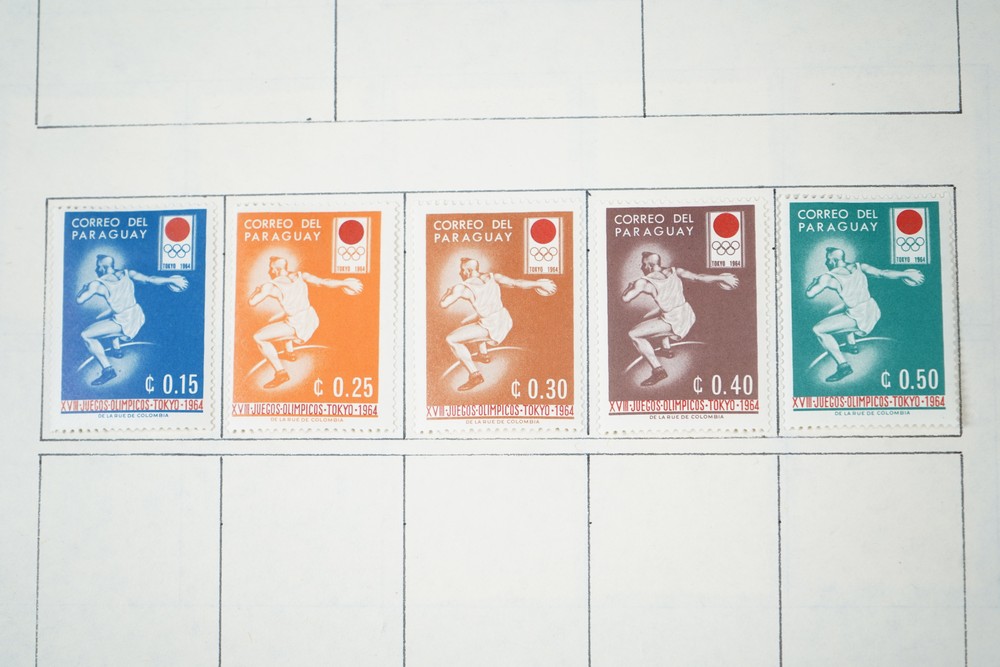 CORREO DEL
PARAGUAY
TOKYO 1964
₡ 0.15
XVIII·JUEGOS·OLIMPICOS·TOKYO·1964
DE LA RUE DE COLOMBIA
CORREO DEL
PARAGUAY
TOKYO 1964
₡ 0.25
XVIII·JUEGOS·OLIMPICOS·TOKYO·1964
DE LA RUE DE COLOMBIA
CORREO DEL
PARAGUAY
TOKYO 1964
₡ 0.30
XVIII·JUEGOS·OLIMPICOS·TOKYO·1964
DE LA RUE DE COLOMBIA
CORREO DEL
PARAGUAY
TOKYO 1964
₡ 0.40
XVIII·JUEGOS·OLIMPICOS·TOKYO·1964
DE LA RUE DE COLOMBIA
CORREO DEL
PARAGUAY
TOKYO 1964
₡ 0.50
XVIII·JUEGOS·OLIMPICOS·TOKYO·1964
DE LA RUE DE COLOMBIA